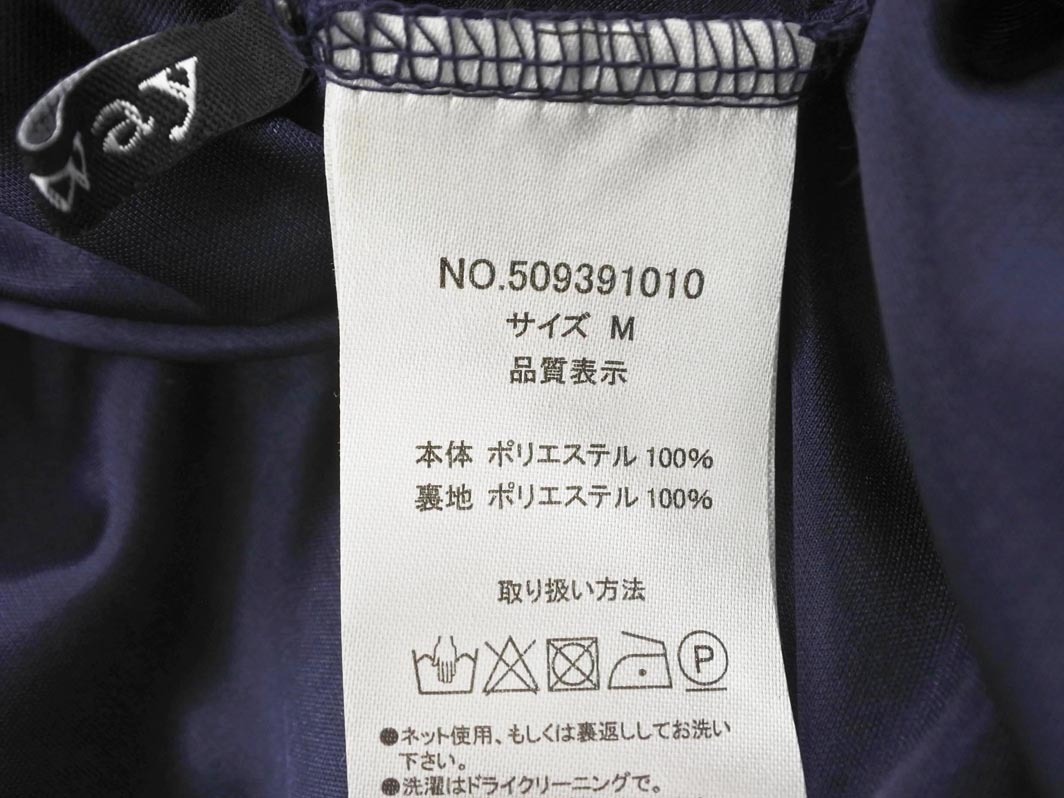 ey
NO.509391010
サイズ M
品質表示
本体 ポリエステル 100%
裏地 ポリエステル 100%
取り扱い方法
P
●ネット使用、もしくは裏返ししてお洗い
下さい。
●洗濯はドライクリーニングで。